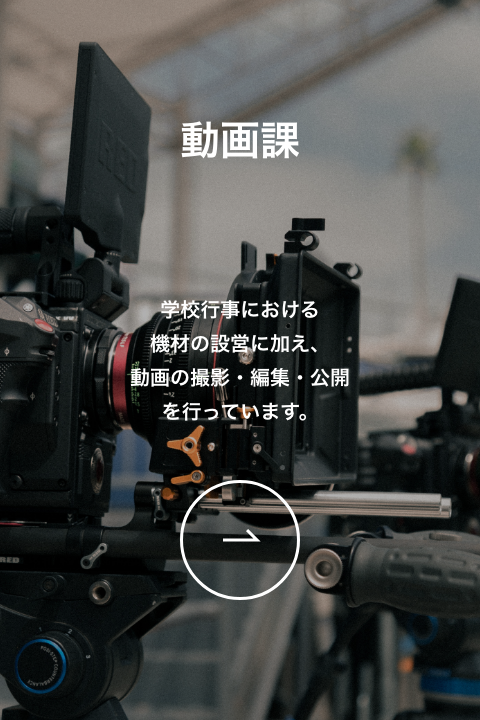 動画課
学校行事における
機材の設営に加え、
動画の撮影・編集・公開
を行っています。
RED